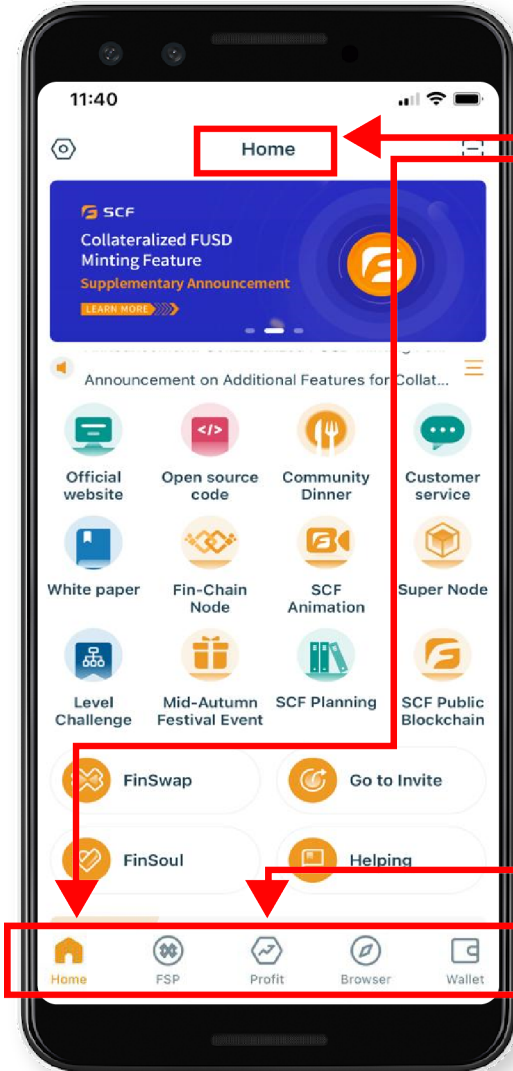 11:40
Home
SCF
Collateralized FUSD
Minting Feature
Supplementary Announcement
LEARN MORE
Announcement on Additional Features for Collat...
Official website
Open source code
Community Dinner
Customer service
White paper
Fin-Chain Node
SCF Animation
Super Node
Level Challenge
Mid-Autumn Festival Event
SCF Planning
SCF Public Blockchain
FinSwap
Go to Invite
FinSoul
Helping
Home
FSP
Profit
Browser
Wallet